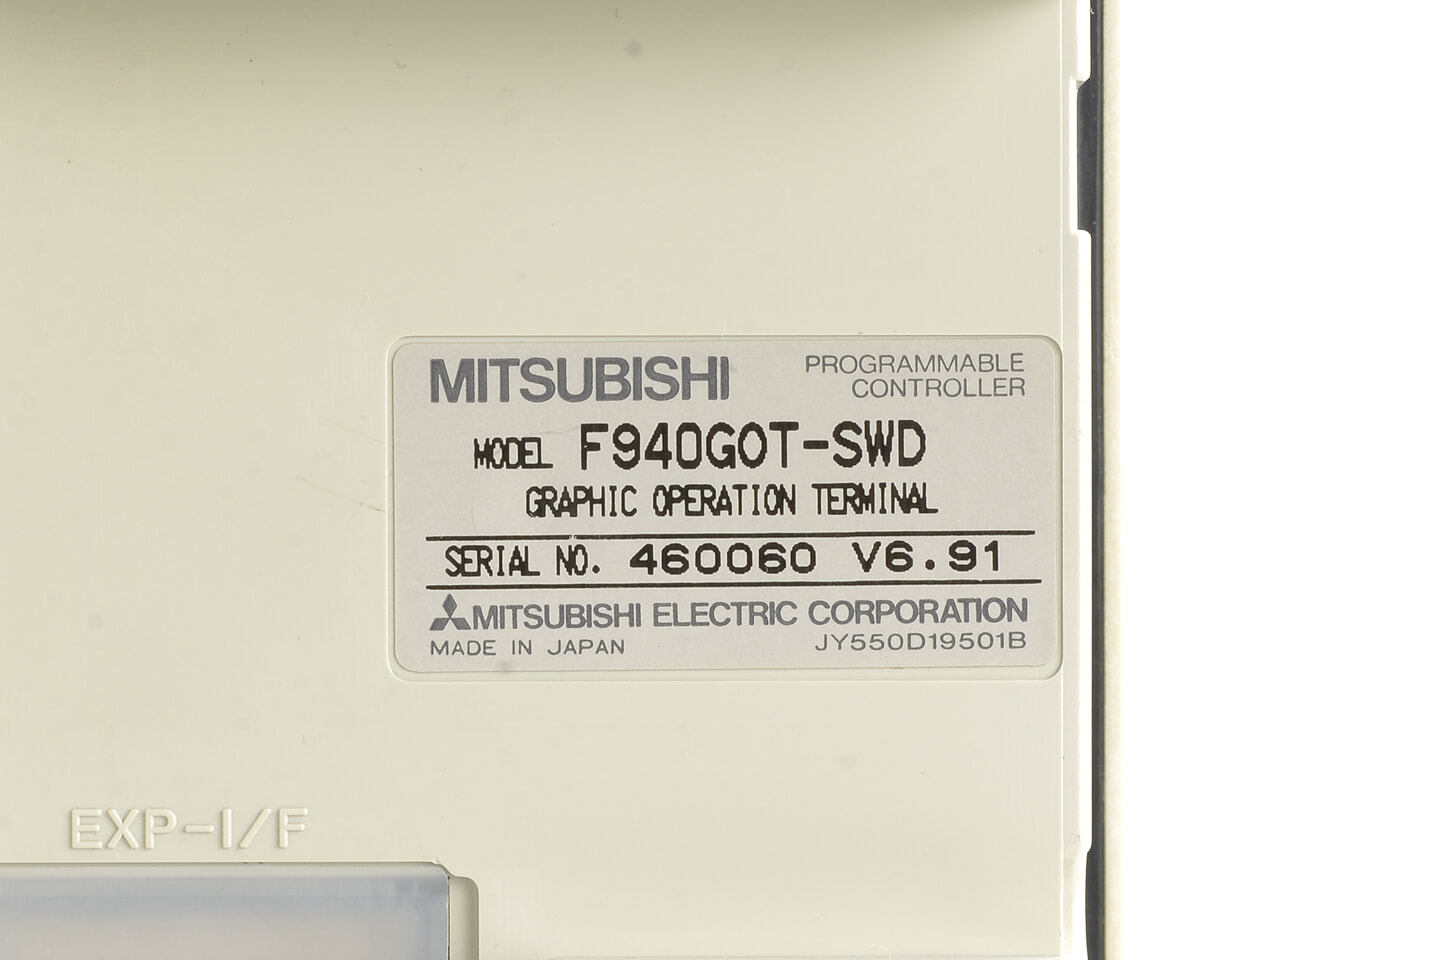 MITSUBISHI
PROGRAMMABLE
CONTROLLER
MODEL F940GOT-SWD
GRAPHIC OPERATION TERMINAL
SERIAL NO. 460060 V6.91
MITSUBISHI ELECTRIC CORPORATION
MADE IN JAPAN JY550D19501B
EXP-I/F